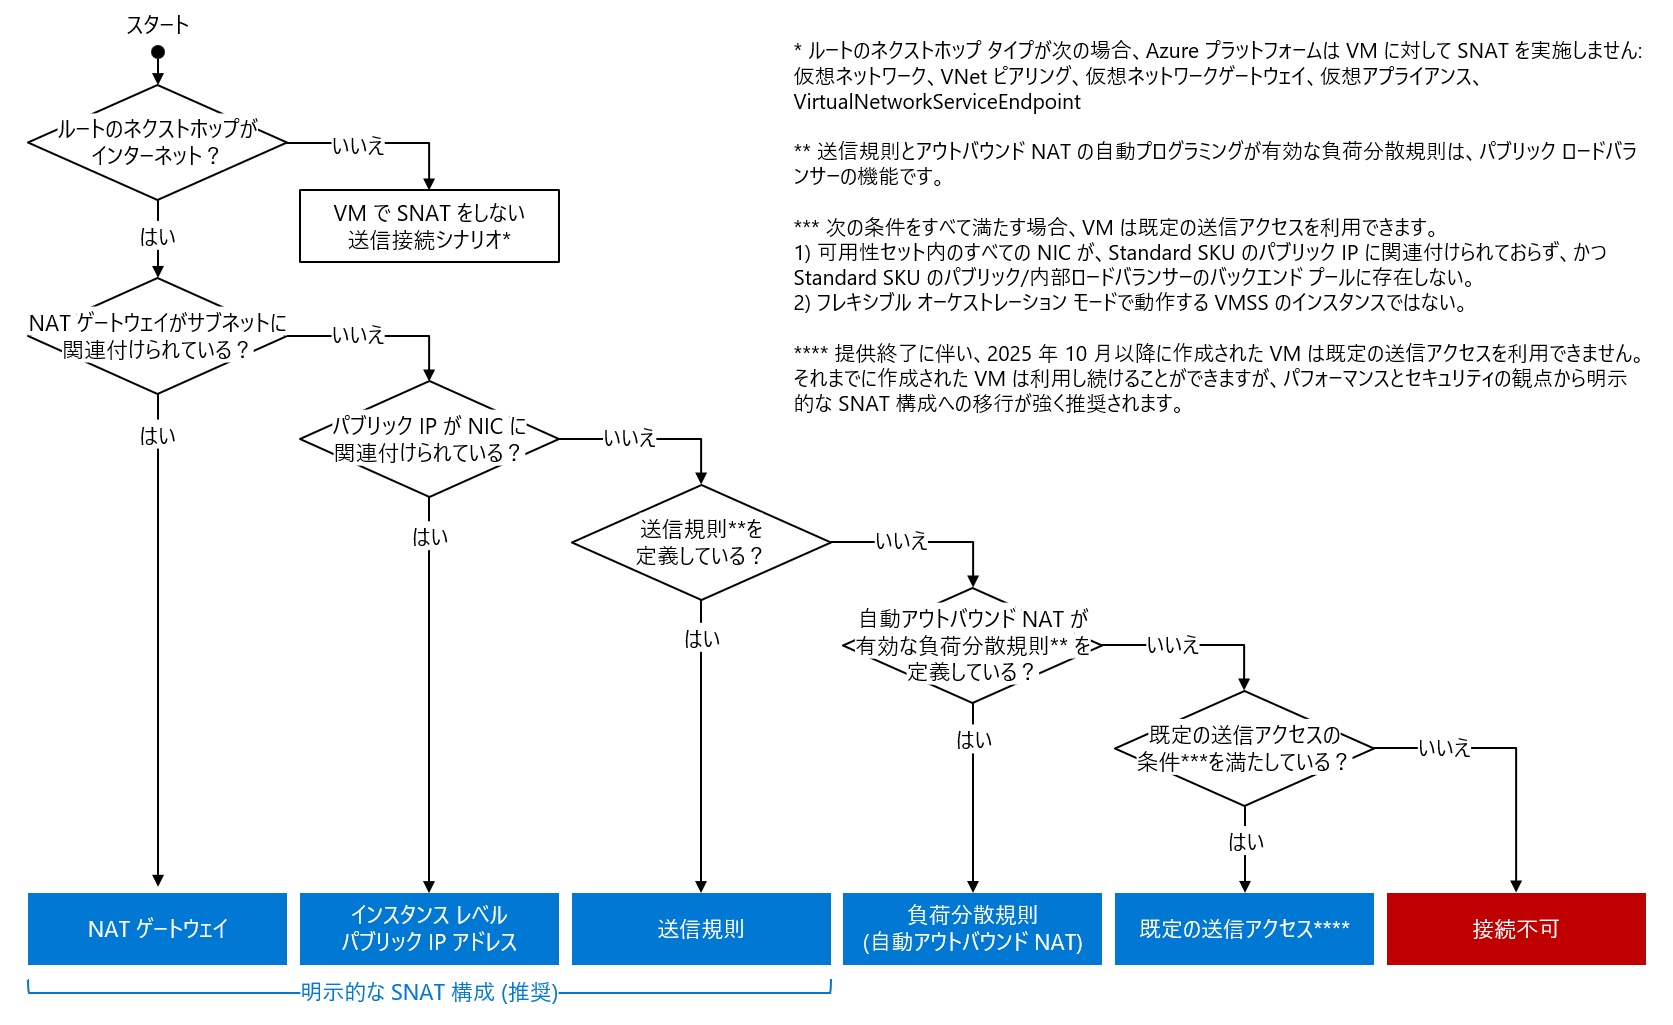 スタート
* ルートのネクストホップ タイプが次の場合、Azure プラットフォームは VM に対して SNAT を実施しません:
仮想ネットワーク、VNet ピアリング、仮想ネットワークゲートウェイ、仮想アプライアンス、
VirtualNetworkServiceEndpoint
** 送信規則とアウトバウンド NAT の自動プログラミングが有効な負荷分散規則は、パブリック ロードバラ
ンサーの機能です。
*** 次の条件をすべて満たす場合、VM は既定の送信アクセスを利用できます。
1) 可用性セット内のすべての NIC が、Standard SKU のパブリック IP に関連付けられておらず、かつ
Standard SKU のパブリック/内部ロードバランサーのバックエンド プールに存在しない。
2) フレキシブル オーケストレーション モードで動作する VMSS のインスタンスではない。
**** 提供終了に伴い、2025 年 10 月以降に作成された VM は既定の送信アクセスを利用できません。
それまでに作成された VM は利用し続けることができますが、パフォーマンスとセキュリティの観点から明示
的な SNAT 構成への移行が強く推奨されます。
ルートのネクストホップが
インターネット？
いいえ
VM で SNAT をしない
送信接続シナリオ*
はい
NAT ゲートウェイがサブネットに
関連付けられている？
いいえ
はい
パブリック IP が NIC に
関連付けられている？
いいえ
はい
送信規則**を
定義している？
いいえ
はい
自動アウトバウンド NAT が
有効な負荷分散規則** を
定義している？
いいえ
はい
既定の送信アクセスの
条件***を満たしている？
いいえ
はい
NAT ゲートウェイ
インスタンス レベル
パブリック IP アドレス
送信規則
負荷分散規則
(自動アウトバウンド NAT)
既定の送信アクセス****
接続不可
明示的な SNAT 構成 (推奨)